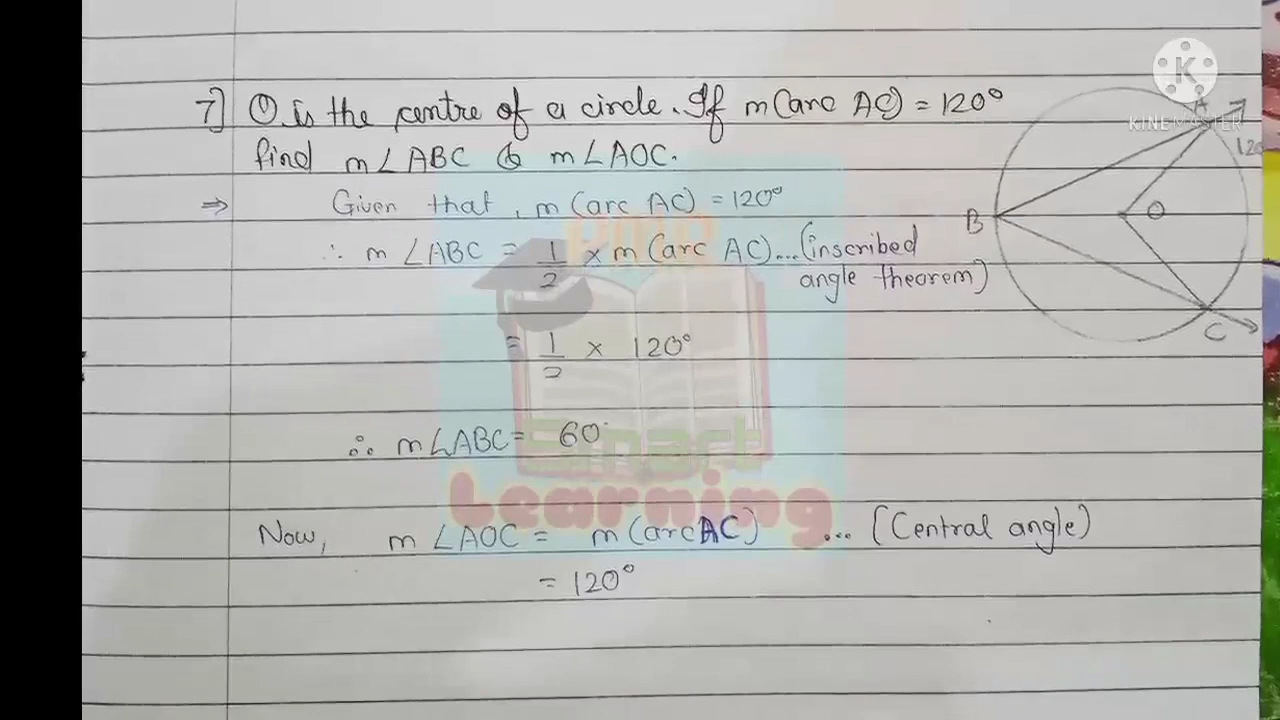 K
KINEMASTER
7] O is the centre of a circle. If m(arc AC) = 120°
find m∠ABC & m∠AOC.
⇒ Given that, m(arc AC) = 120°
∴ m∠ABC = 1/2 × m(arc AC)...(inscribed
angle theorem)
= 1/2 × 120°
∴ m∠ABC = 60°
Now, m∠AOC = m(arc AC) ... (Central angle)
= 120°
A
120
B
O
C
Smart
Learning